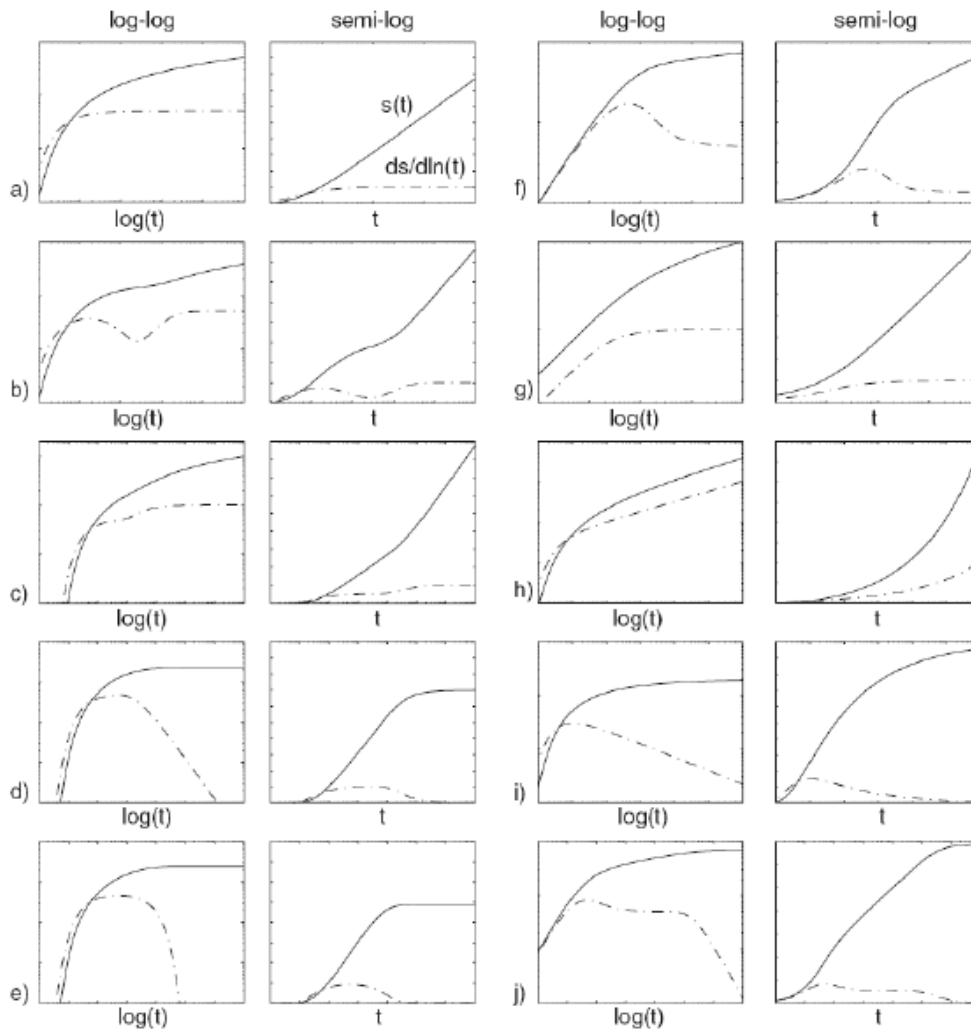 log-log semi-log log-log semi-log
s(t)
ds/dln(t)
a) f)
log(t) t log(t) t
b) g)
log(t) t log(t) t
c) h)
log(t) t log(t) t
d) i)
log(t) t log(t) t
e) j)
log(t) t log(t) t